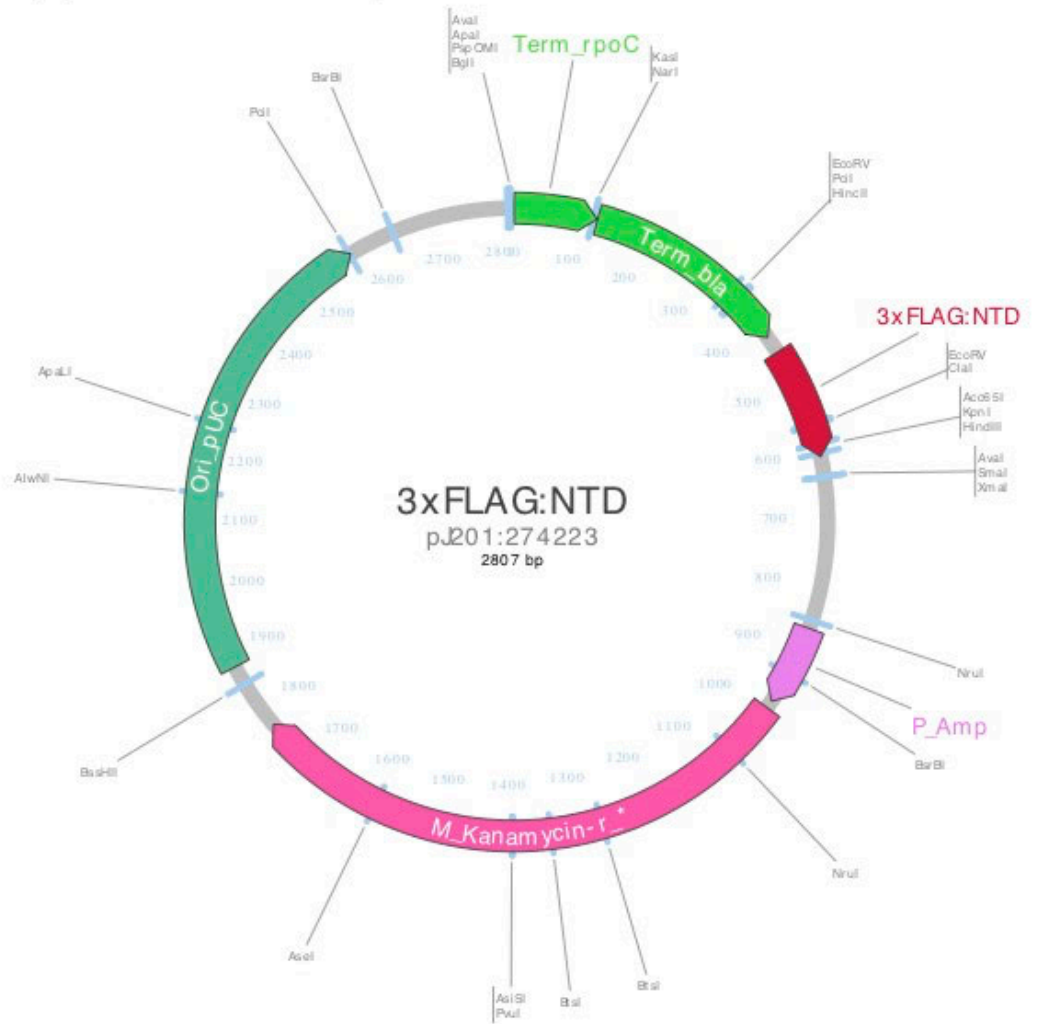 AvaI
ApaI
PspOMI
BglI
Term_rpoC
KasI
NarI
BsrBI
PciI
EcoRV
PciI
HincII
Term_bla
3xFLAG:NTD
EcoRV
ClaI
Acc65I
KpnI
HindIII
AvaI
SmaI
XmaI
ApaLI
AlwNI
Ori_pUC
2800
100
200
300
400
500
600
700
800
900
1000
1100
1200
1300
1400
1500
1600
1700
1800
1900
2000
2100
2200
2300
2400
2500
2600
2700
3xFLAG:NTD
pJ201:274223
2807 bp
NruI
P_Amp
BsrBI
NruI
BssHII
M_Kanamycin-r_*
AseI
AsiSI
PvuI
BtsI
BtsI